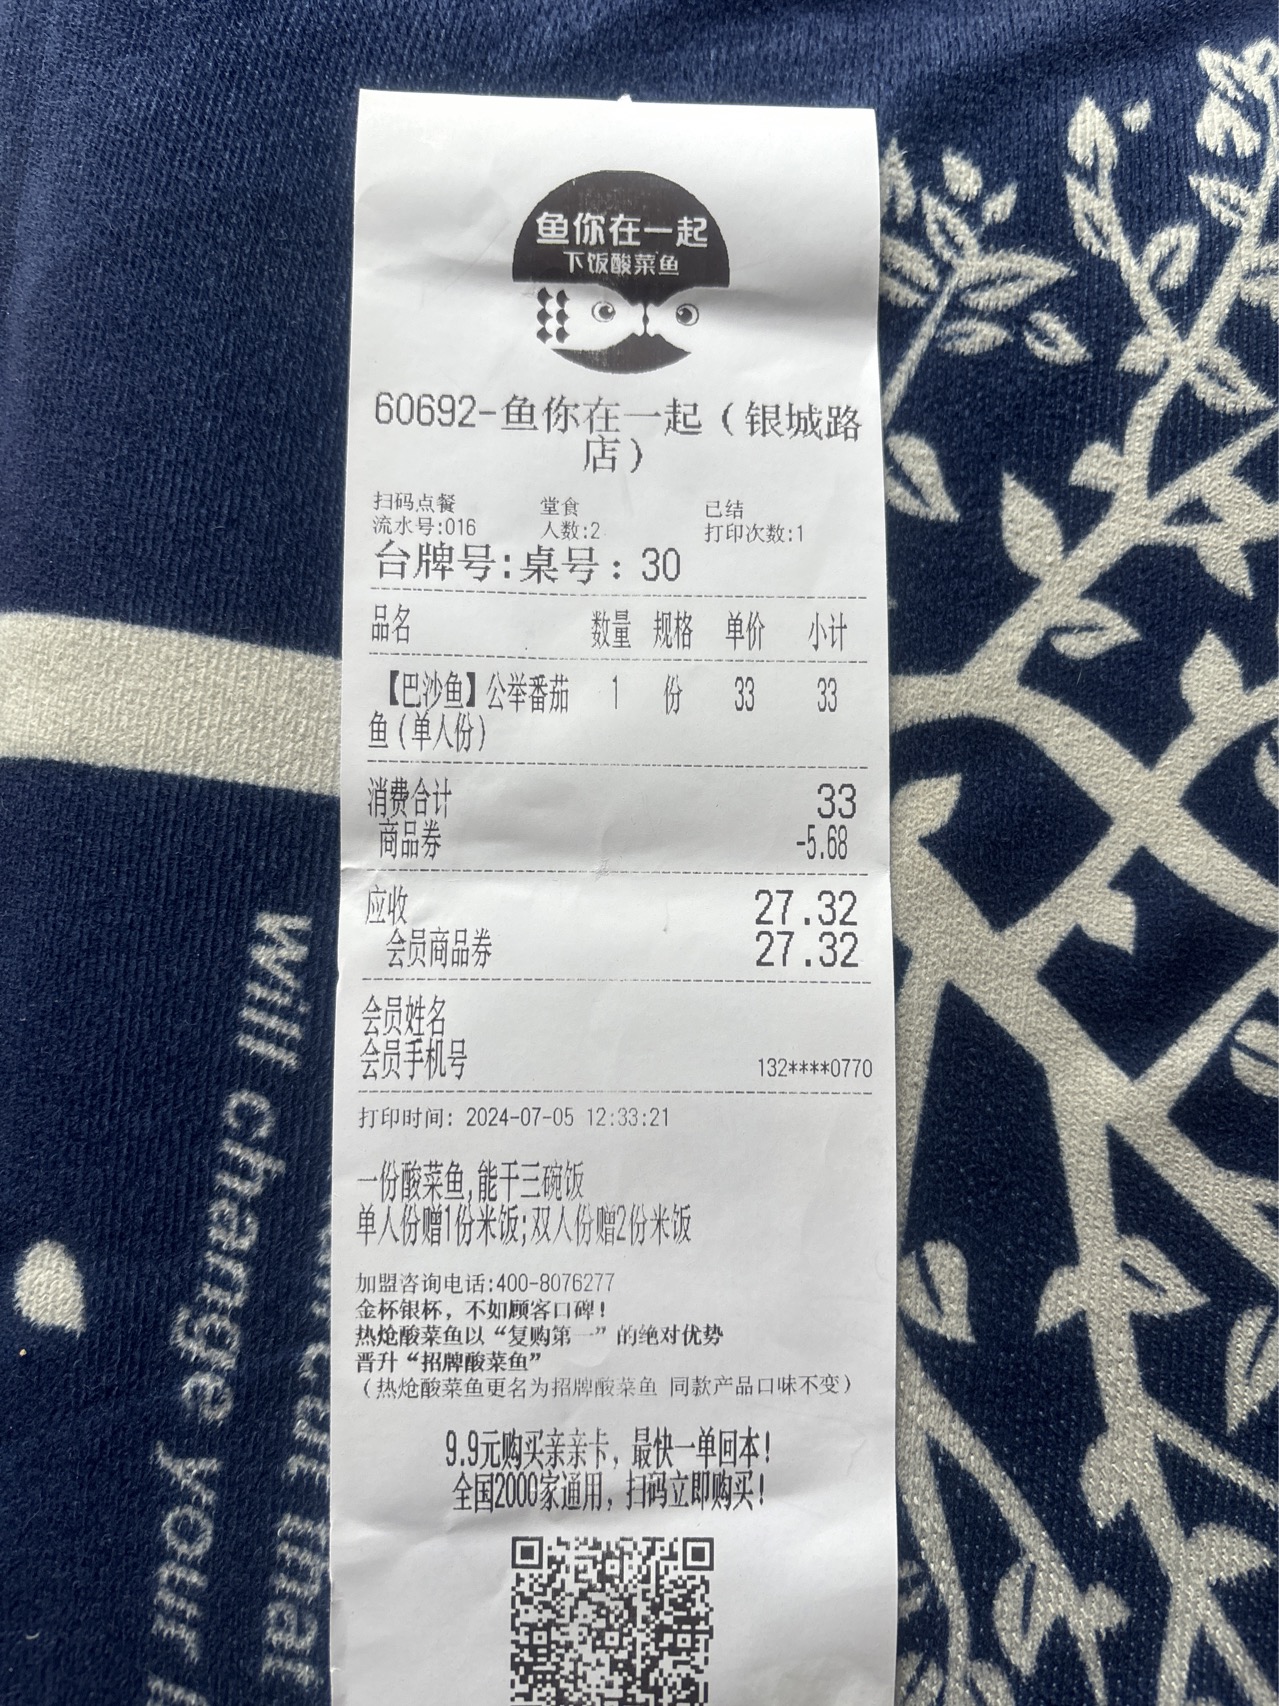 鱼你在一起
下饭酸菜鱼
60692-鱼你在一起（银城路
店）
扫码点餐 堂食 已结
流水号:016 人数:2 打印次数:1
台牌号:桌号：30
品名 数量 规格 单价 小计
【巴沙鱼】公举番茄 1 份 33 33
鱼(单人份)
消费合计 33
商品券 -5.68
应收 27.32
会员商品券 27.32
会员姓名
会员手机号 132****0770
打印时间: 2024-07-05 12:33:21
一份酸菜鱼,能干三碗饭
单人份赠1份米饭;双人份赠2份米饭
加盟咨询电话:400-8076277
金杯银杯，不如顾客口碑！
热炝酸菜鱼以“复购第一”的绝对优势
晋升“招牌酸菜鱼”
（热炝酸菜鱼更名为招牌酸菜鱼 同款产品口味不变）
9.9元购买亲亲卡，最快一单回本！
全国2000家通用，扫码立即购买！
that
will change your